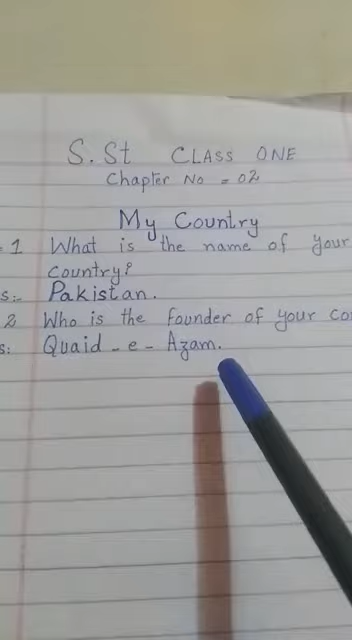 S.St CLASS ONE
Chapter No = 02
My Country
1 What is the name of your
country?
s:- Pakistan.
2 Who is the founder of your co
s: Quaid-e-Azam.